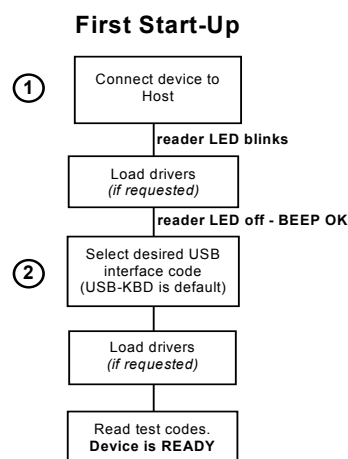 First Start-Up
1
Connect device to
Host
reader LED blinks
Load drivers
(if requested)
reader LED off - BEEP OK
2
Select desired USB
interface code
(USB-KBD is default)
Load drivers
(if requested)
Read test codes.
Device is READY